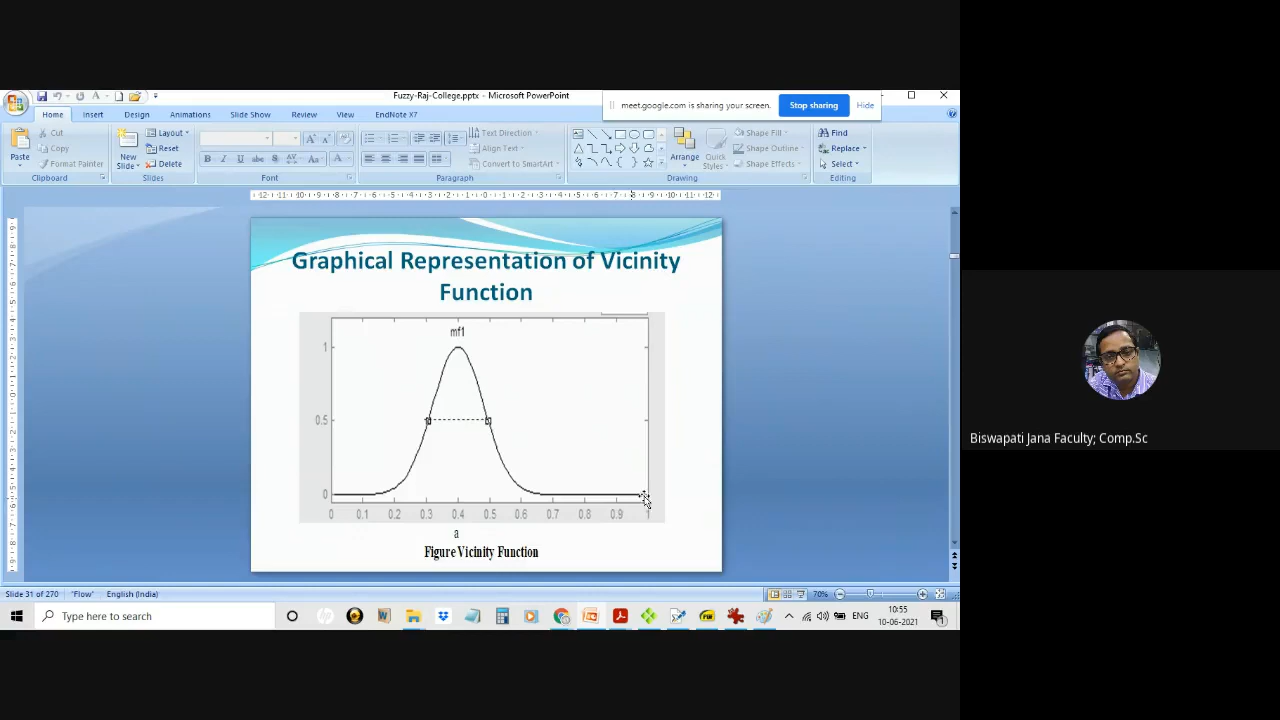 Fuzzy-Raj-College.pptx - Microsoft PowerPoint
meet.google.com is sharing your screen.
Stop sharing
Hide
Home
Insert
Design
Animations
Slide Show
Review
View
EndNote X7
Paste
Cut
Copy
Format Painter
Clipboard
New
Slide
Layout
Reset
Delete
Slides
Font
Text Direction
Align Text
Convert to SmartArt
Paragraph
Arrange
Quick
Styles
Shape Fill
Shape Outline
Shape Effects
Drawing
Find
Replace
Select
Editing
Graphical Representation of Vicinity
Function
mf1
1
0.5
0
0 0.1 0.2 0.3 0.4 0.5 0.6 0.7 0.8 0.9 1
a
Figure Vicinity Function
Biswapati Jana Faculty; Comp.Sc
Slide 31 of 270
"Flow"
English (India)
70%
Type here to search
ENG
10:55
10-06-2021